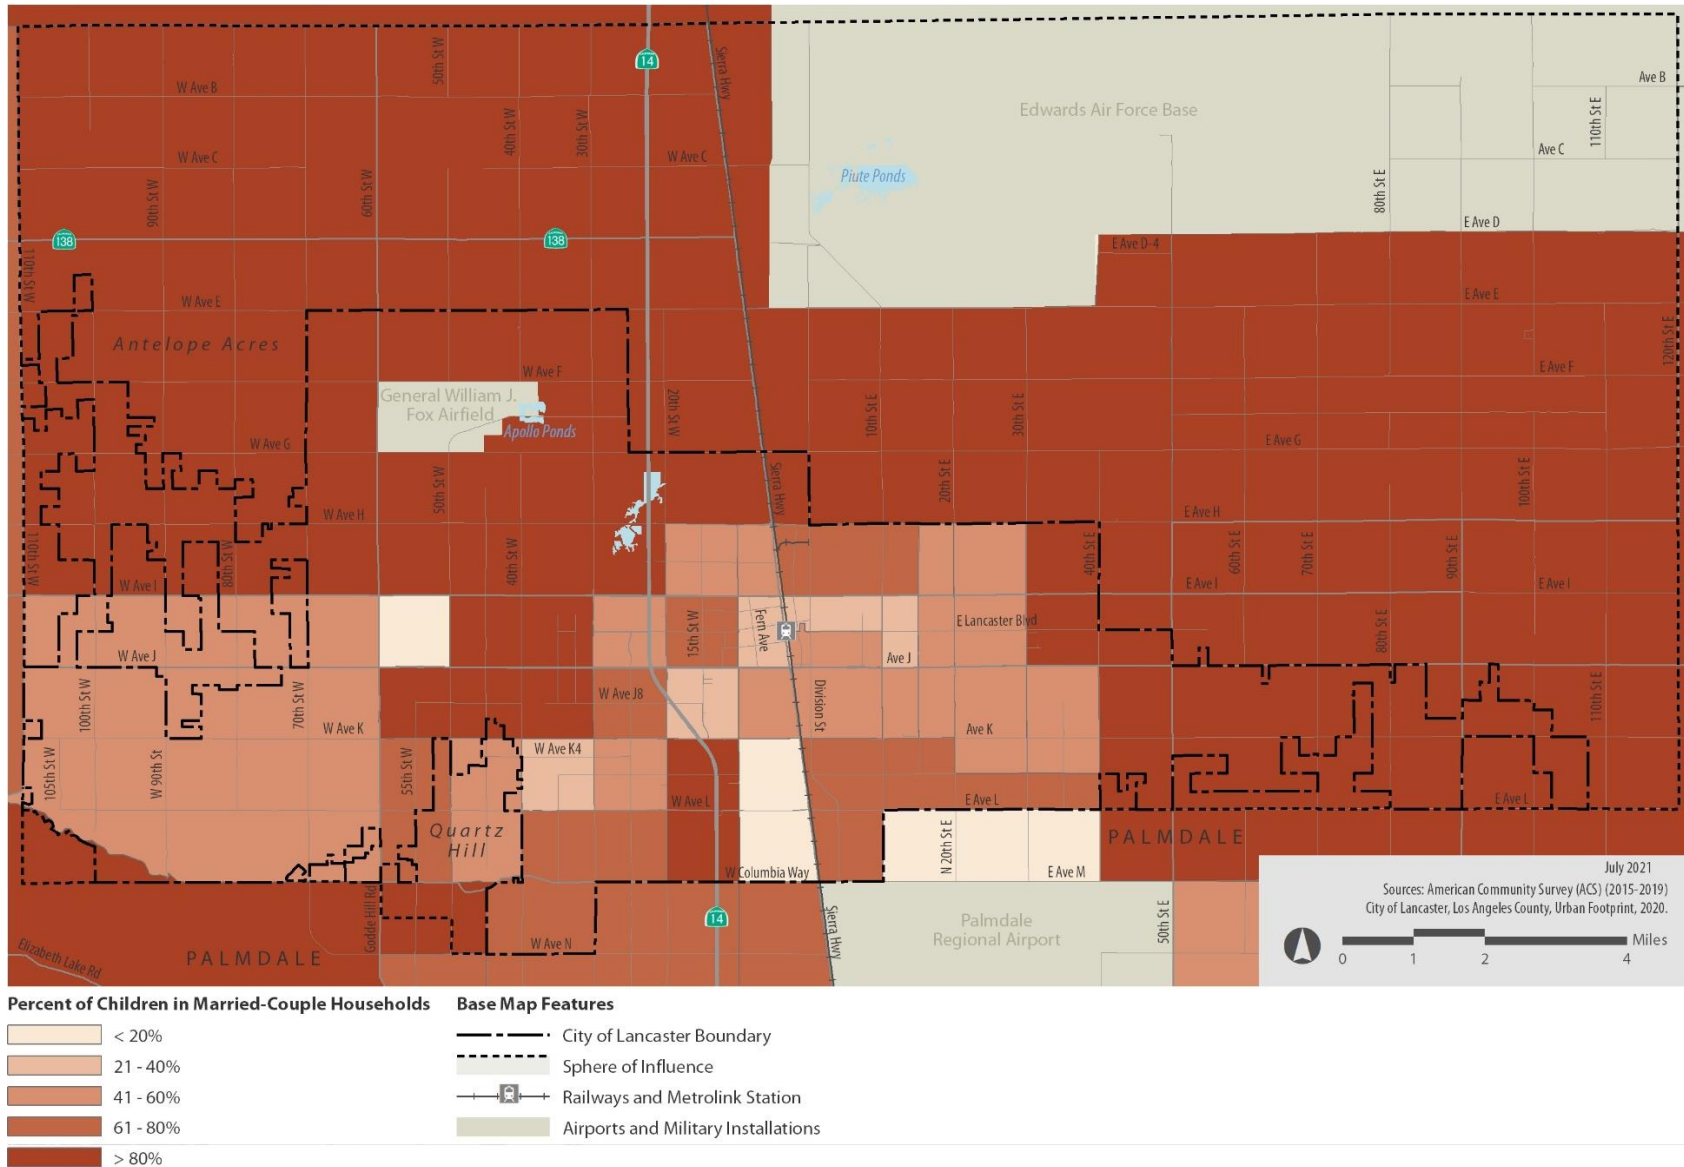 50th St W
14
Sierra Hwy
W Ave B
Ave B
40th St W
30th St W
Edwards Air Force Base
110th St E
W Ave C
W Ave C
Ave C
90th St W
60th St W
Piute Ponds
80th St E
138
138
E Ave D
E Ave D-4
110th St W
W Ave E
E Ave E
Antelope Acres
120th St E
W Ave F
E Ave F
General William J.
Fox Airfield
20th St W
10th St E
30th St E
Apollo Ponds
W Ave G
E Ave G
50th St W
Sierra Hwy
20th St E
100th St E
W Ave H
E Ave H
110th St W
80th St W
40th St W
40th St E
60th St E
70th St E
90th St E
W Ave I
E Ave I
E Ave I
15th St W
Fern Ave
E Lancaster Blvd
80th St E
W Ave J
Ave J
100th St W
70th St W
W Ave J8
Division St
110th St E
W Ave K
Ave K
105th St W
W 90th St
55th St W
W Ave K4
W Ave L
E Ave L
E Ave L
Quartz
Hill
N 20th St E
PALMDALE
W Columbia Way
E Ave M
Godde Hill Rd
14
Sierra Hwy
Palmdale
Regional Airport
50th St E
W Ave N
Elizabeth Lake Rd
PALMDALE
July 2021
Sources: American Community Survey (ACS) (2015-2019)
City of Lancaster, Los Angeles County, Urban Footprint, 2020.
Miles
0 1 2 4
Percent of Children in Married-Couple Households
< 20%
21 - 40%
41 - 60%
61 - 80%
> 80%
Base Map Features
City of Lancaster Boundary
Sphere of Influence
Railways and Metrolink Station
Airports and Military Installations